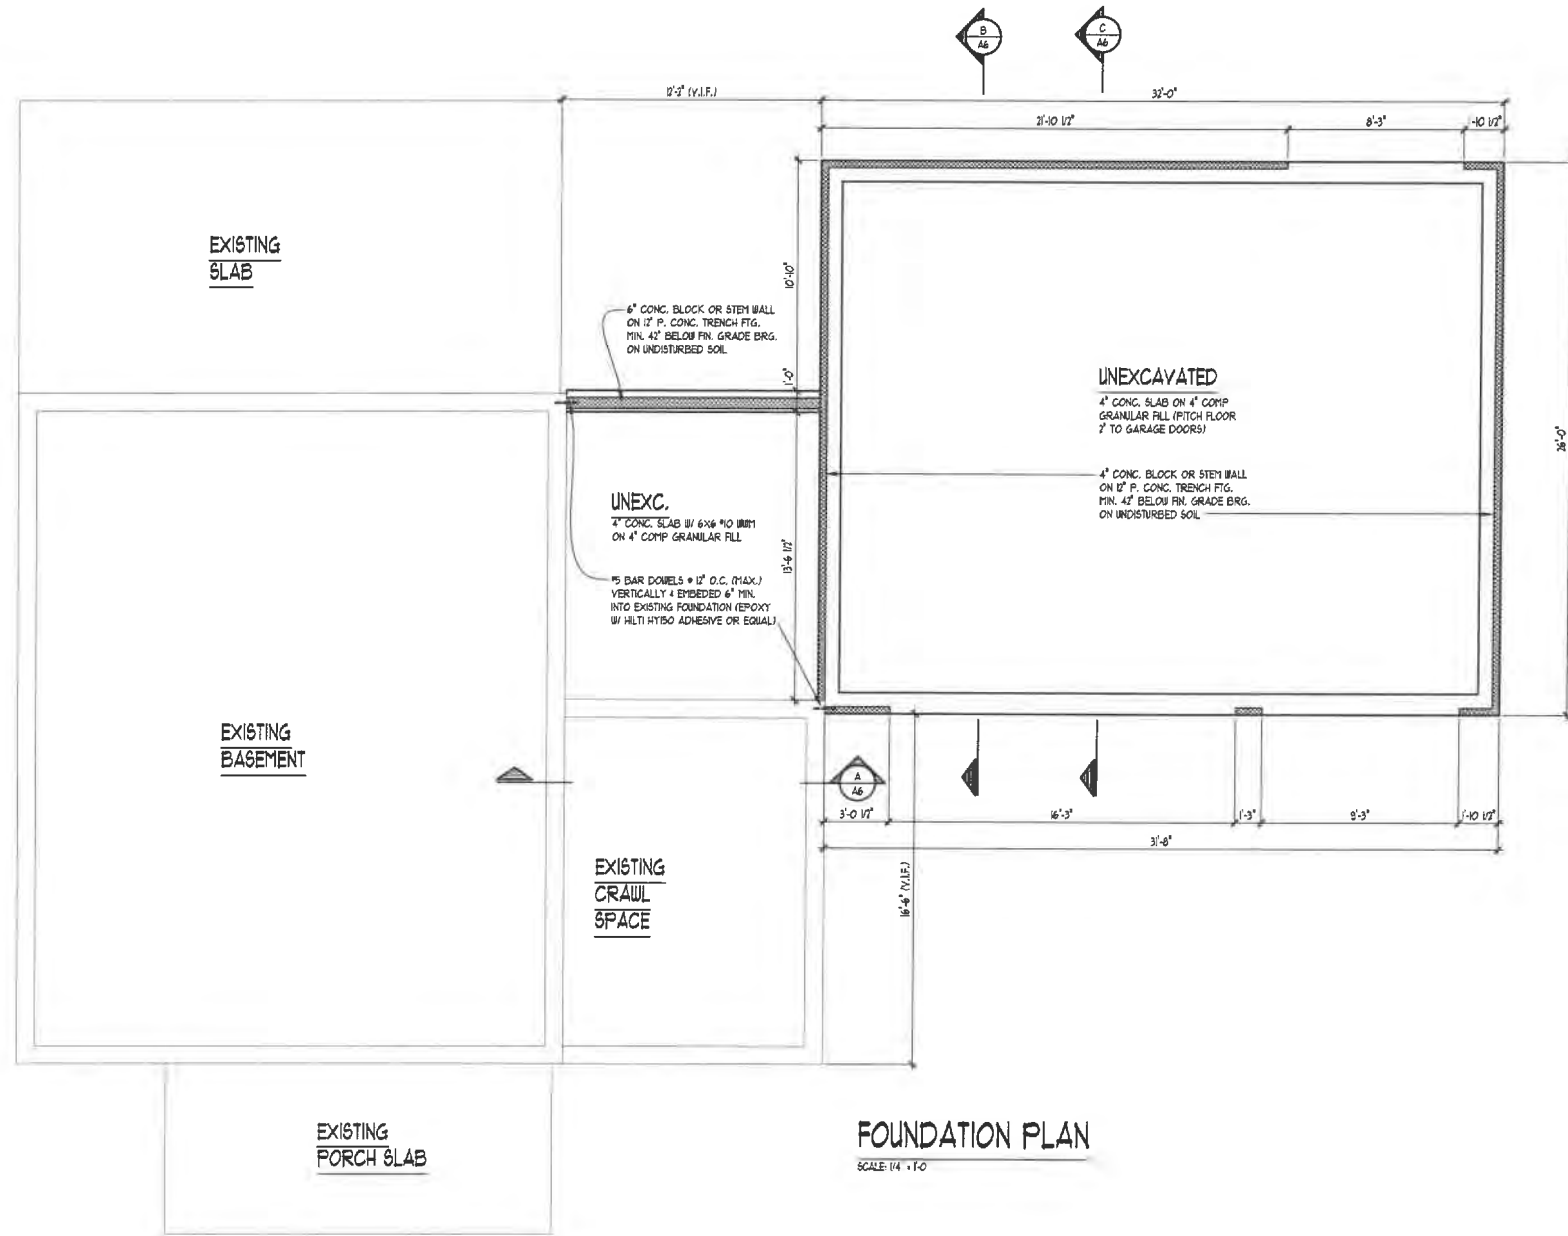 B
A6
C
A6
12'-2" (V.I.F.)
32'-0"
21'-10 1/2"
8'-3"
1'-10 1/2"
EXISTING
SLAB
10'-10"
6" CONC. BLOCK OR STEM WALL
ON 12" P. CONC. TRENCH FTG.
MIN. 42" BELOW FIN. GRADE BRG.
ON UNDISTURBED SOIL
1'-0"
UNEXCAVATED
4" CONC. SLAB ON 4" COMP
GRANULAR FILL (PITCH FLOOR
2" TO GARAGE DOORS)
26'-0"
4" CONC. BLOCK OR STEM WALL
ON 12" P. CONC. TRENCH FTG.
MIN. 42" BELOW FIN. GRADE BRG.
ON UNDISTURBED SOIL
UNEXC.
4" CONC. SLAB W/ 6x6 #10 WWM
ON 4" COMP GRANULAR FILL
13'-6 1/2"
#5 BAR DOWELS @ 12" O.C. (MAX.)
VERTICALLY & EMBEDED 6" MIN.
INTO EXISTING FOUNDATION (EPOXY
W/ HILTI HY150 ADHESIVE OR EQUAL)
EXISTING
BASEMENT
A
A6
3'-0 1/2"
16'-3"
1'-3"
9'-3"
1'-10 1/2"
31'-8"
16'-6" (V.I.F.)
EXISTING
CRAWL
SPACE
EXISTING
PORCH SLAB
FOUNDATION PLAN
SCALE: 1/4" = 1'-0